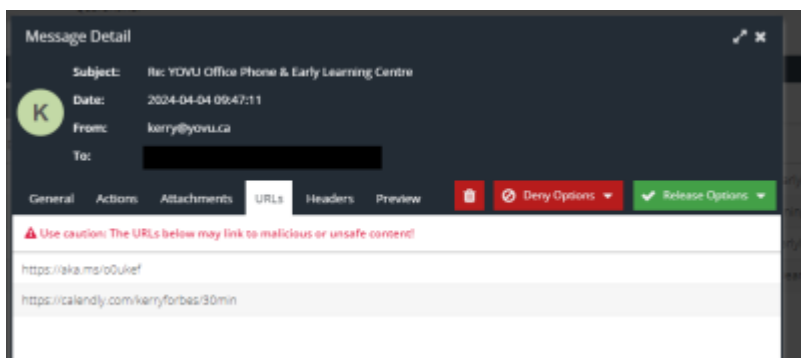 Message Detail
Subject: Re: YOVU Office Phone & Early Learning Centre
Date: 2024-04-04 09:47:11
K
From: kerry@yovu.ca
To:
General Actions Attachments URLs Headers Preview Deny Options Release Options
Use caution: The URLs below may link to malicious or unsafe content!
https://aka.ms/o0ukef
https://calendly.com/kerryforbes/30min